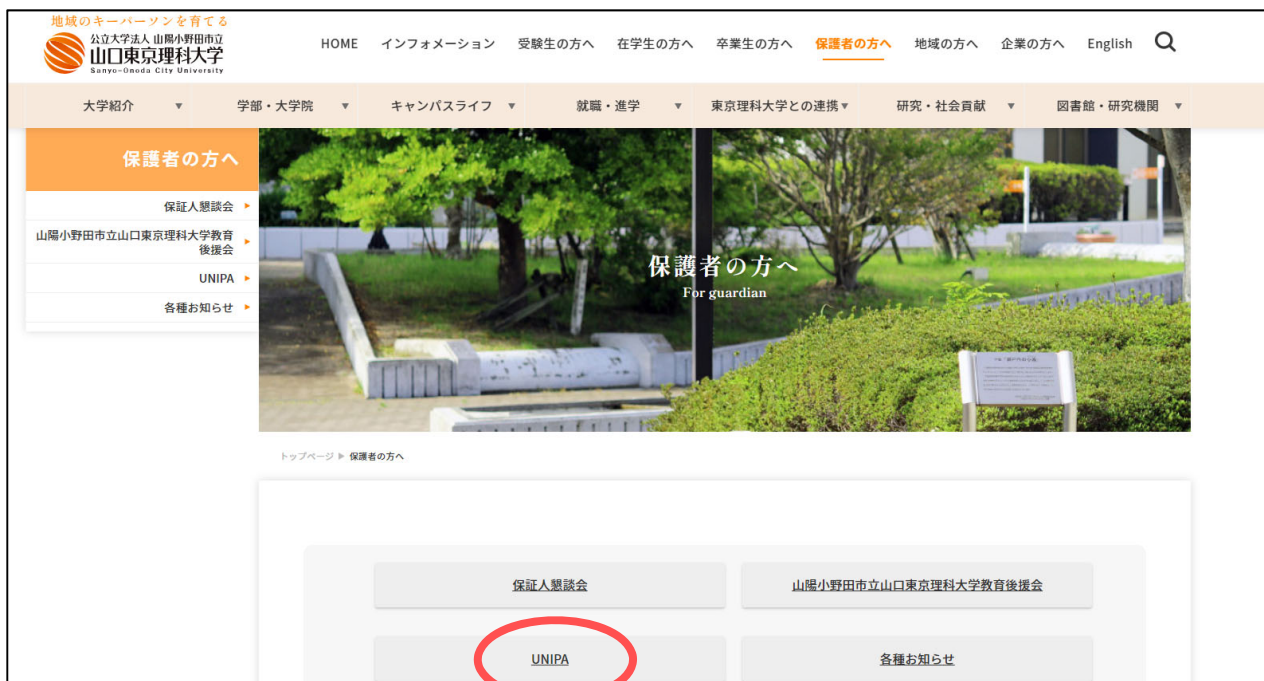 地域のキーパーソンを育てる
公立大学法人 山陽小野田市立
山口東京理科大学
Sanyo-Onoda City University
HOME インフォメーション 受験生の方へ 在学生の方へ 卒業生の方へ 保護者の方へ 地域の方へ 企業の方へ English
大学紹介 ▼ 学部・大学院 ▼ キャンパスライフ ▼ 就職・進学 ▼ 東京理科大学との連携▼ 研究・社会貢献 ▼ 図書館・研究機関 ▼
保護者の方へ
保証人懇談会
山陽小野田市立山口東京理科大学教育
後援会
UNIPA
各種お知らせ
保護者の方へ
For guardian
トップページ ▶ 保護者の方へ
保証人懇談会 山陽小野田市立山口東京理科大学教育後援会
UNIPA 各種お知らせ